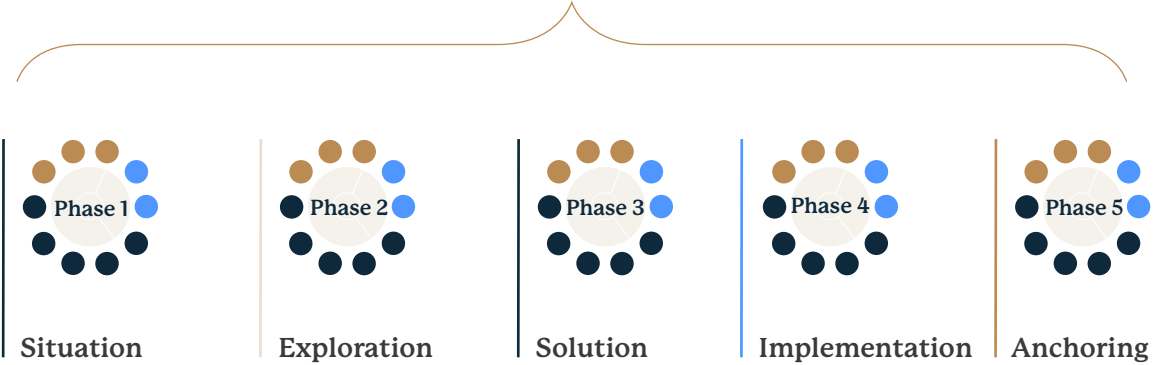 Phase 1
Phase 2
Phase 3
Phase 4
Phase 5
Situation
Exploration
Solution
Implementation
Anchoring